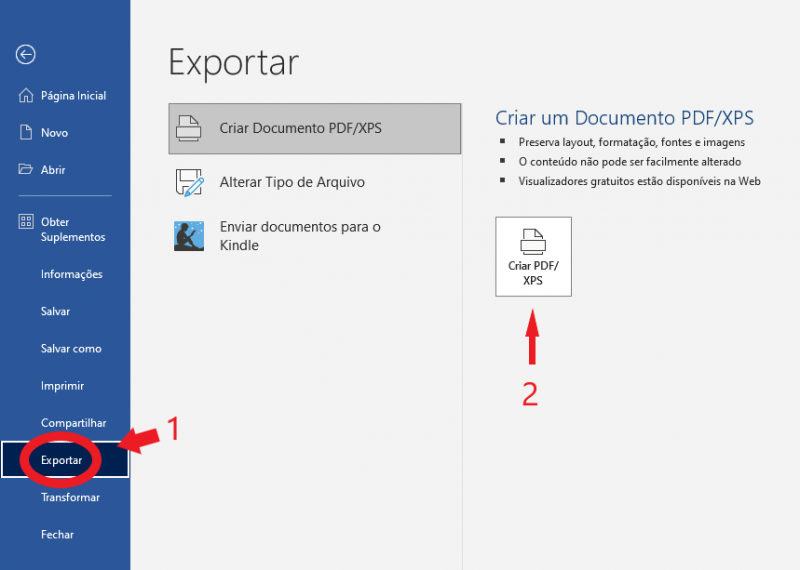 Página Inicial
Novo
Abrir
Obter
Suplementos
Informações
Salvar
Salvar como
Imprimir
Compartilhar
Exportar
Transformar
Fechar
1
Exportar
Criar Documento PDF/XPS
Alterar Tipo de Arquivo
Enviar documentos para o
Kindle
Criar um Documento PDF/XPS
Preserva layout, formatação, fontes e imagens
O conteúdo não pode ser facilmente alterado
Visualizadores gratuitos estão disponíveis na Web
Criar PDF/
XPS
2